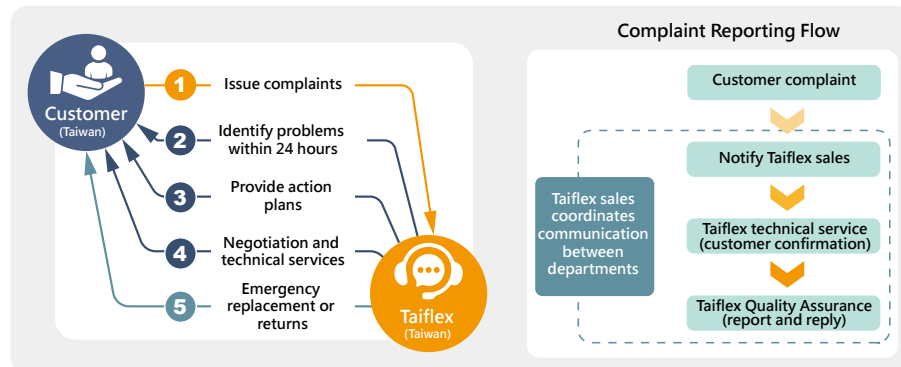 Customer
(Taiwan)
1
Issue complaints
2
Identify problems
within 24 hours
3
Provide action
plans
4
Negotiation and
technical services
5
Emergency
replacement or
returns
Taiflex
(Taiwan)
Complaint Reporting Flow
Customer complaint
Notify Taiflex sales
Taiflex sales
coordinates
communication
between
departments
Taiflex technical service
(customer confirmation)
Taiflex Quality Assurance
(report and reply)